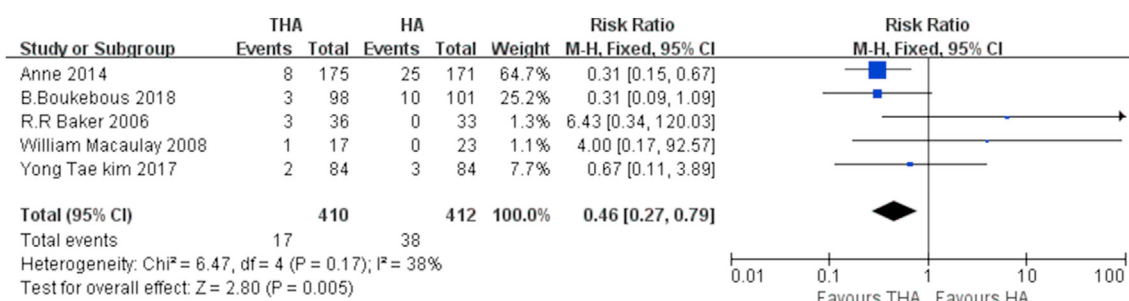 THA HA Risk Ratio Risk Ratio
Study or Subgroup Events Total Events Total Weight M-H, Fixed, 95% CI M-H, Fixed, 95% CI
Anne 2014 8 175 25 171 64.7% 0.31 [0.15, 0.67]
B.Boukebous 2018 3 98 10 101 25.2% 0.31 [0.09, 1.09]
R.R Baker 2006 3 36 0 33 1.3% 6.43 [0.34, 120.03]
William Macaulay 2008 1 17 0 23 1.1% 4.00 [0.17, 92.57]
Yong Tae kim 2017 2 84 3 84 7.7% 0.67 [0.11, 3.89]
Total (95% CI) 410 412 100.0% 0.46 [0.27, 0.79]
Total events 17 38
Heterogeneity: Chi² = 6.47, df = 4 (P = 0.17); I² = 38%
Test for overall effect: Z = 2.80 (P = 0.005)
0.01 0.1 1 10 100
Favours THA Favours HA